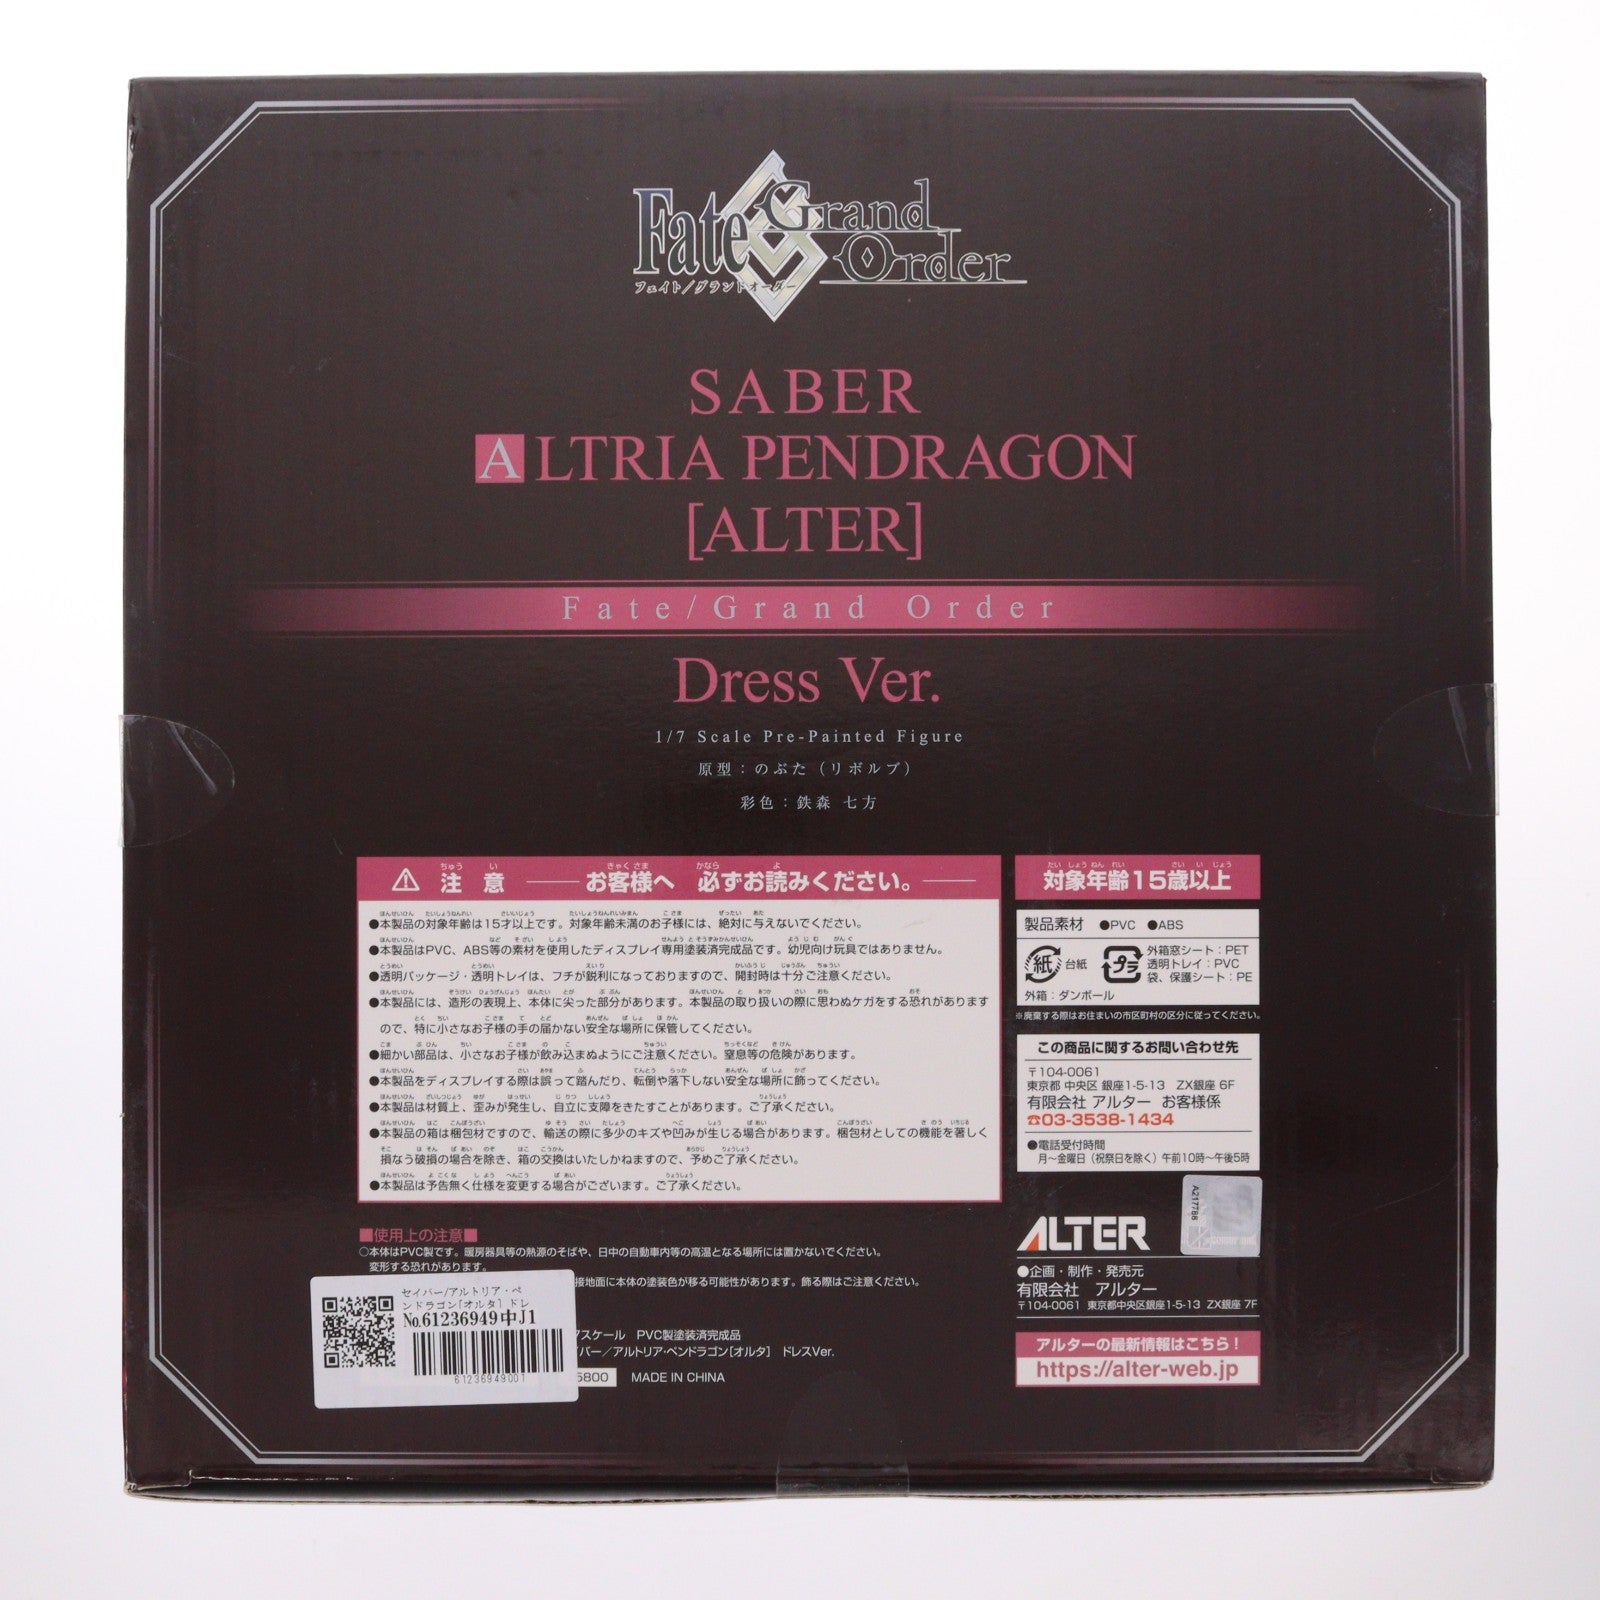 Fate/Grand Order
フェイト/グランドオーダー
SABER
ALTRIA PENDRAGON
[ALTER]
Fate/Grand Order
Dress Ver.
1/7 Scale Pre-Painted Figure
原型：のぶた（リボルブ）
彩色：鉄森 七方
⚠注意 ―― お客様へ 必ずお読みください。――
●本製品の対象年齢は15才以上です。対象年齢未満のお子様には、絶対に与えないでください。
●本製品はPVC、ABS等の素材を使用したディスプレイ専用塗装済完成品です。幼児向け玩具ではありません。
●透明パッケージ・透明トレイは、フチが鋭利になっておりますので、開封時は十分ご注意ください。
●本製品には、造形の表現上、本体に尖った部分があります。本製品の取り扱いの際に思わぬケガをする恐れがあります
ので、特に小さなお子様の手の届かない安全な場所に保管してください。
●細かい部品は、小さなお子様が飲み込まぬようにご注意ください。窒息等の危険があります。
●本製品をディスプレイする際は誤って踏んだり、転倒や落下しない安全な場所に飾ってください。
●本製品は材質上、歪みが発生し、自立に支障をきたすことがあります。ご了承ください。
●本製品の箱は梱包材ですので、輸送の際に多少のキズや凹みが生じる場合があります。梱包材としての機能を著しく
損なう破損の場合を除き、箱の交換はいたしかねますので、予めご了承ください。
●本製品は予告無く仕様を変更する場合がございます。ご了承ください。
■使用上の注意■
○本体はPVC製です。暖房器具等の熱源のそばや、日中の自動車内等の高温となる場所には置かないでください。
変形する恐れがあります。
接地面に本体の塗装色が移る可能性があります。飾る際はご注意ください。
スケール PVC製塗装済完成品
イバー／アルトリア・ペンドラゴン[オルタ] ドレスVer.
5800 MADE IN CHINA
セイバー/アルトリア・ペ
ンドラゴン[オルタ] ドレ
No.61236949中J1
61236949001
対象年齢15歳以上
製品素材 ●PVC ●ABS
紙 台紙
プラ 外箱窓シート：PET
透明トレイ：PVC
袋、保護シート：PE
外箱：ダンボール
※廃棄する際はお住まいの市区町村の区分に従ってください。
この商品に関するお問い合わせ先
〒104-0061
東京都 中央区 銀座1-5-13 ZX銀座 6F
有限会社 アルター お客様係
☎03-3538-1434
●電話受付時間
月～金曜日（祝祭日を除く）午前10時～午後5時
ALTER
A217788
●企画・制作・発売元
有限会社 アルター
〒104-0061 東京都中央区銀座1-5-13 ZX銀座 7F
アルターの最新情報はこちら！
https://alter-web.jp